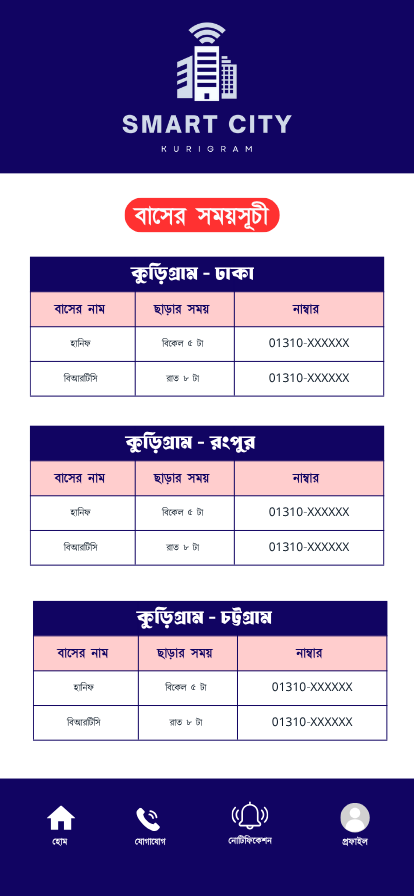 SMART CITY
KURIGRAM
বাসের সময়সূচী
কুড়িগ্রাম - ঢাকা
বাসের নাম ছাড়ার সময় নাম্বার
হানিফ বিকেল ৫ টা 01310-XXXXXX
বিআরটিসি রাত ৮ টা 01310-XXXXXX
কুড়িগ্রাম - রংপুর
বাসের নাম ছাড়ার সময় নাম্বার
হানিফ বিকেল ৫ টা 01310-XXXXXX
বিআরটিসি রাত ৮ টা 01310-XXXXXX
কুড়িগ্রাম - চট্টগ্রাম
বাসের নাম ছাড়ার সময় নাম্বার
হানিফ বিকেল ৫ টা 01310-XXXXXX
বিআরটিসি রাত ৮ টা 01310-XXXXXX
হোম যোগাযোগ নোটিফিকেশন প্রফাইল